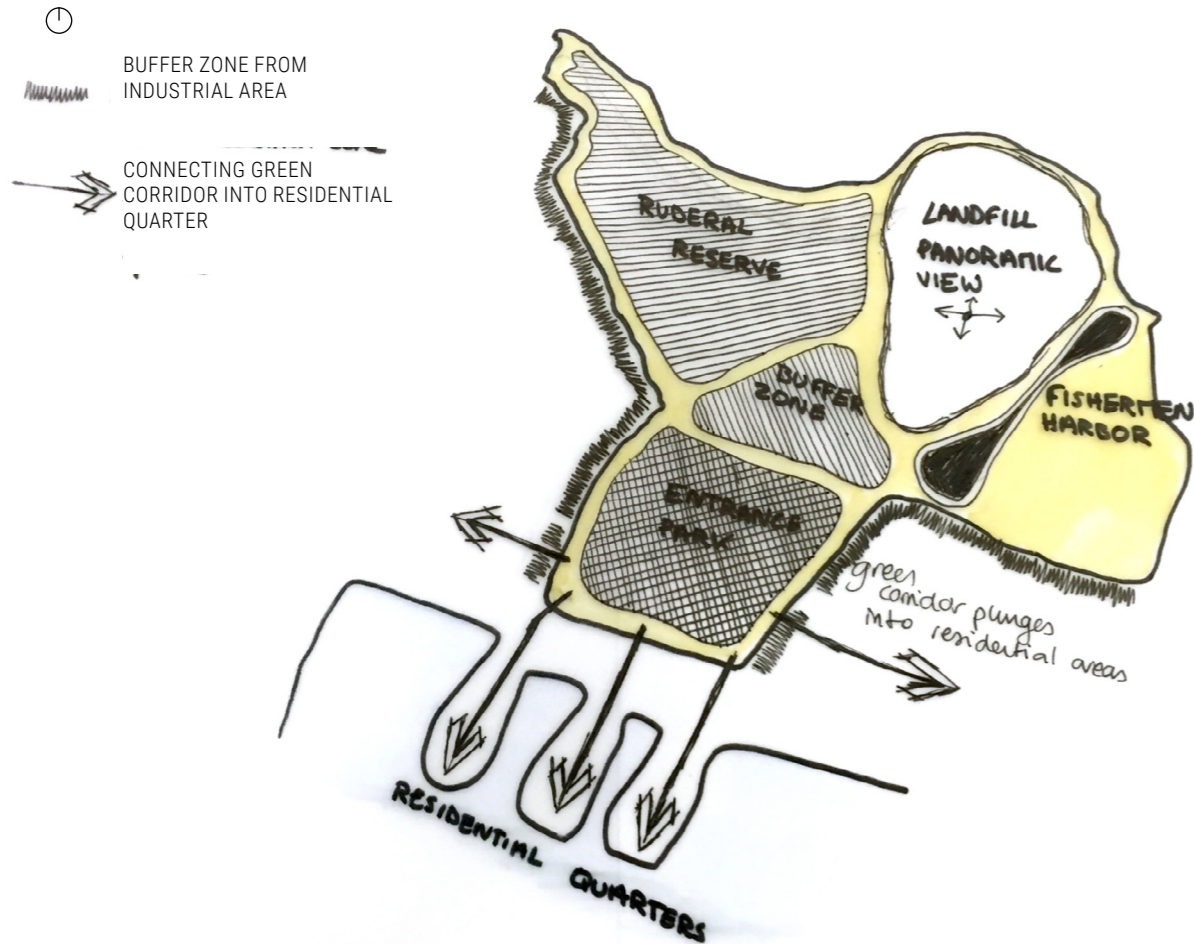 BUFFER ZONE FROM
INDUSTRIAL AREA
CONNECTING GREEN
CORRIDOR INTO RESIDENTIAL
QUARTER
RUDERAL
RESERVE
LANDFILL
PANORAMIC
VIEW
BUFFER
ZONE
FISHERMEN
HARBOR
ENTRANCE
PARK
green
corridor plunges
into residential areas
RESIDENTIAL QUARTERS